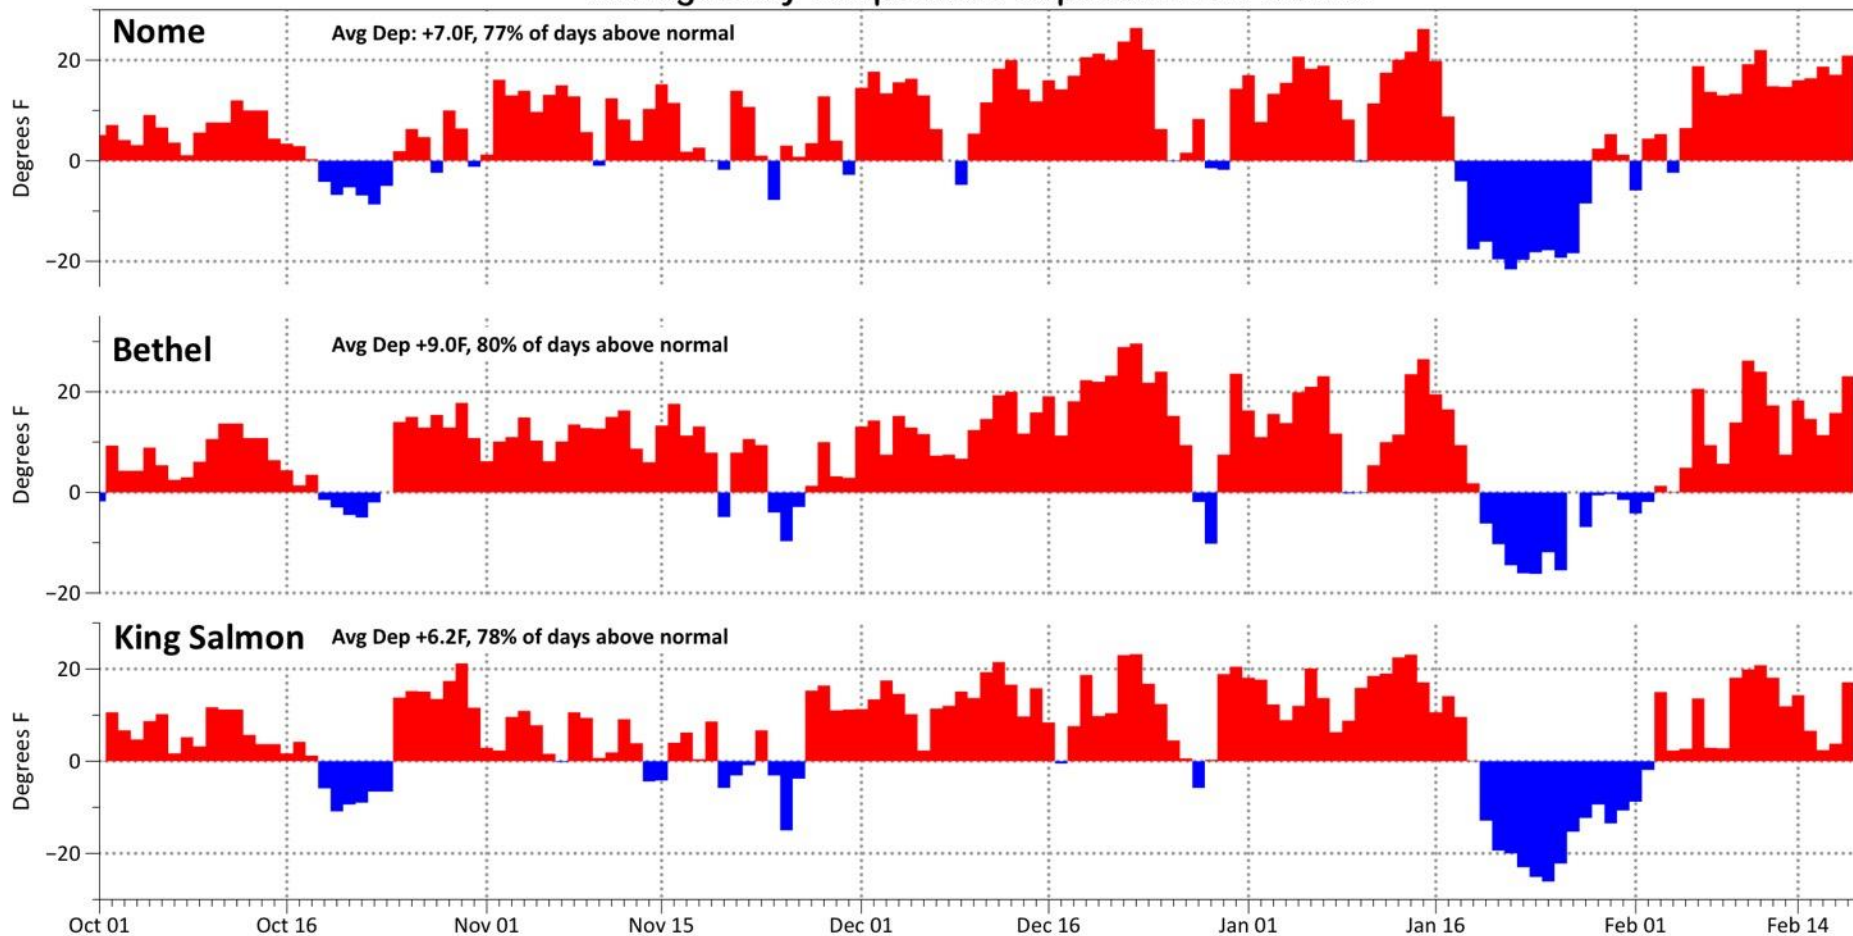 Nome
Avg Dep: +7.0F, 77% of days above normal
20
0
−20
Degrees F
Bethel
Avg Dep +9.0F, 80% of days above normal
20
0
−20
Degrees F
King Salmon
Avg Dep +6.2F, 78% of days above normal
20
0
−20
Degrees F
Oct 01 Oct 16 Nov 01 Nov 15 Dec 01 Dec 16 Jan 01 Jan 16 Feb 01 Feb 14